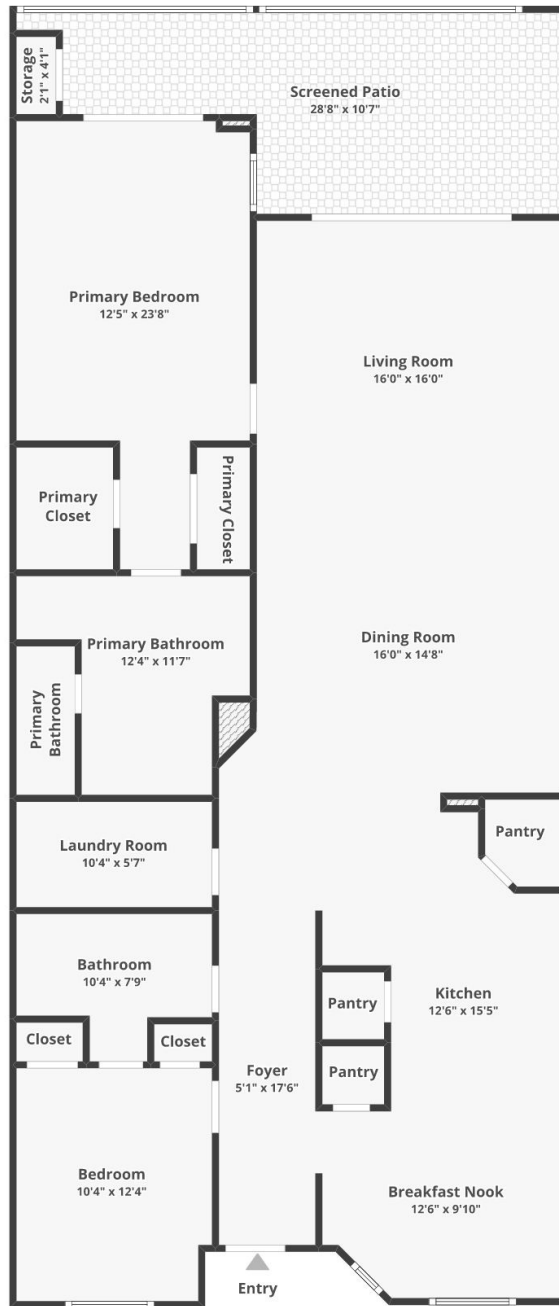 Storage
2'1" x 4'1"
Screened Patio
28'8" x 10'7"
Primary Bedroom
12'5" x 23'8"
Living Room
16'0" x 16'0"
Primary
Closet
Primary Closet
Dining Room
16'0" x 14'8"
Primary Bathroom
12'4" x 11'7"
Primary
Bathroom
Laundry Room
10'4" x 5'7"
Pantry
Bathroom
10'4" x 7'9"
Kitchen
12'6" x 15'5"
Pantry
Closet
Closet
Foyer
5'1" x 17'6"
Pantry
Bedroom
10'4" x 12'4"
Breakfast Nook
12'6" x 9'10"
Entry